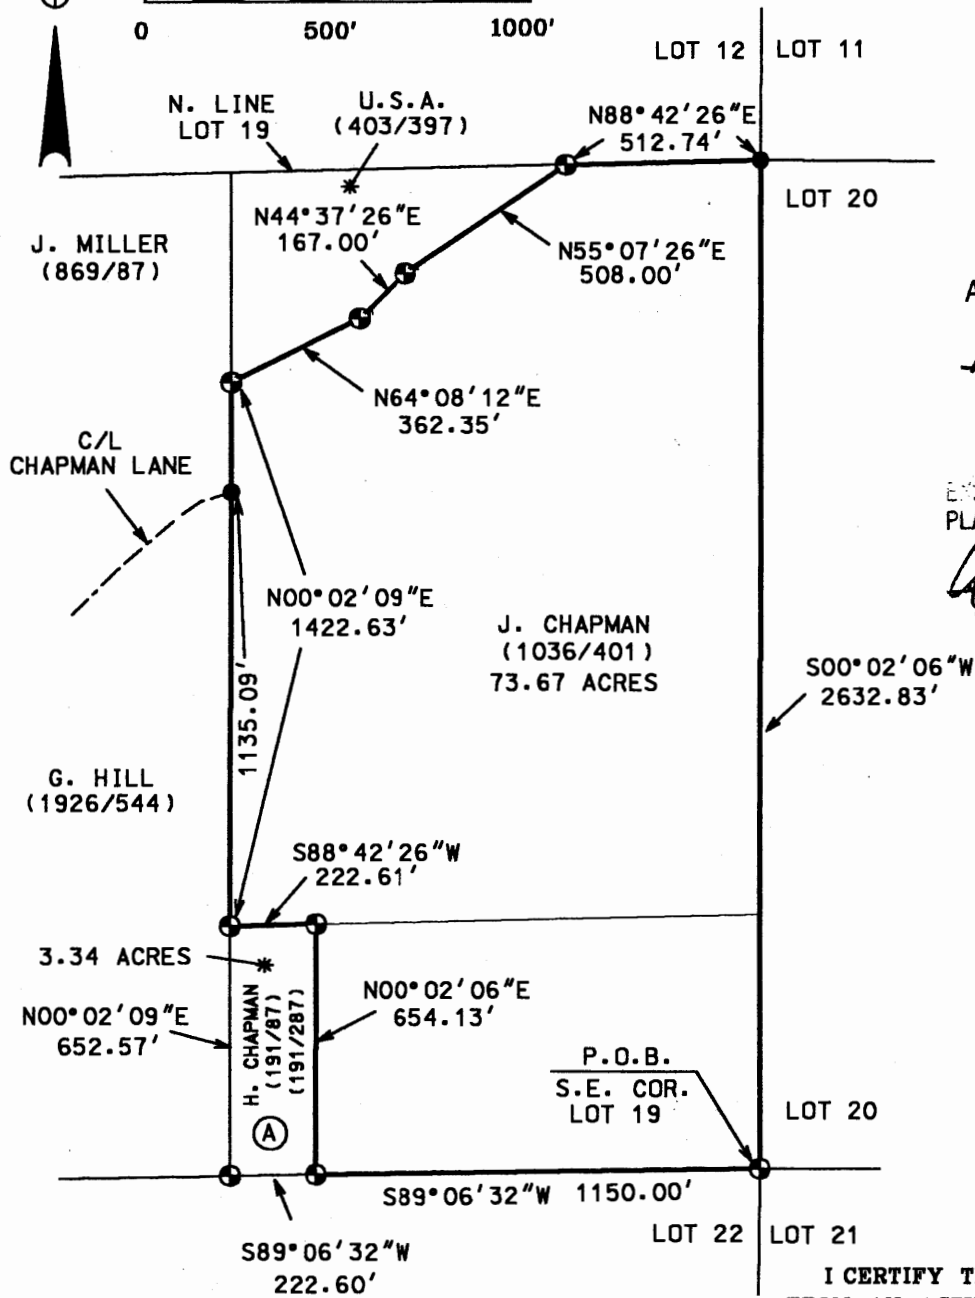 0 500' 1000'
LOT 12 LOT 11
N. LINE
LOT 19
U.S.A.
(403/397)
N88°42'26"E
512.74'
LOT 20
N44°37'26"E
167.00'
J. MILLER
(869/87)
N55°07'26"E
508.00'
A
N64°08'12"E
362.35'
C/L
CHAPMAN LANE
PLA
N00°02'09"E
1422.63'
J. CHAPMAN
(1036/401)
73.67 ACRES
S00°02'06"W
2632.83'
1135.09'
G. HILL
(1926/544)
S88°42'26"W
222.61'
3.34 ACRES
N00°02'09"E
652.57'
H. CHAPMAN
(191/87)
(191/287)
A
N00°02'06"E
654.13'
P.O.B.
S.E. COR.
LOT 19
LOT 20
S89°06'32"W 1150.00'
S89°06'32"W
222.60'
LOT 22 LOT 21
I CERTIFY T